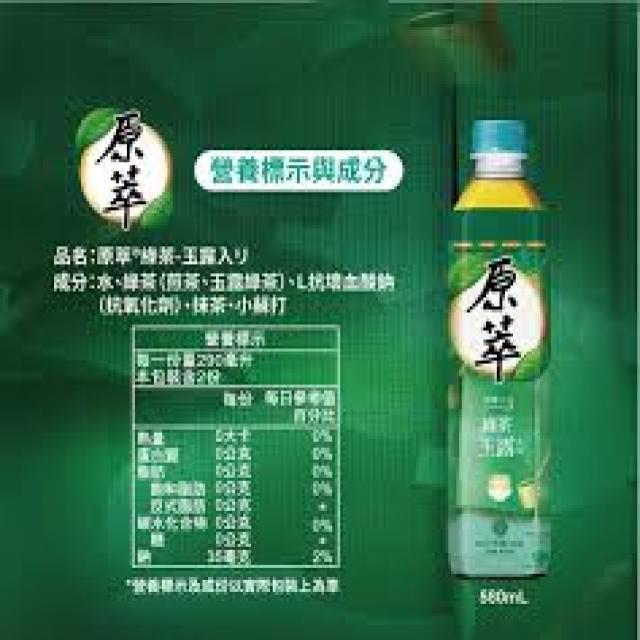 原萃
營養標示與成分
品名：原萃®綠茶-玉露入り
成分：水、綠茶（煎茶、玉露綠茶）、L抗壞血酸鈉
（抗氧化劑）、抹茶、小蘇打
營養標示
每一份量290毫升
本包裝含2份
每份 每日參考值
百分比
熱量 0大卡 0%
蛋白質 0公克 0%
脂肪 0公克 0%
飽和脂肪 0公克 0%
反式脂肪 0公克 *
碳水化合物 0公克 0%
糖 0公克 *
鈉 35毫克 2%
*營養標示及成份以實際包裝上為準
原萃
綠茶
玉露
580mL